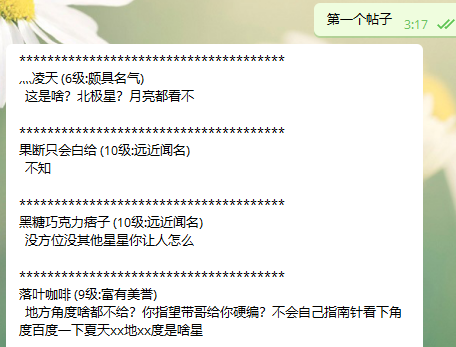 第一个帖子
3:17
**************************************
灬凌天 (6级:颇具名气)
这是啥？北极星？月亮都看不
**************************************
果断只会白给 (10级:远近闻名)
不知
**************************************
黑糖巧克力痞子 (10级:远近闻名)
没方位没其他星星你让人怎么
**************************************
落叶咖啡 (9级:富有美誉)
地方角度啥都不给？你指望带哥给你硬编？不会自己指南针看下角
度百度一下夏天xx地xx度是啥星